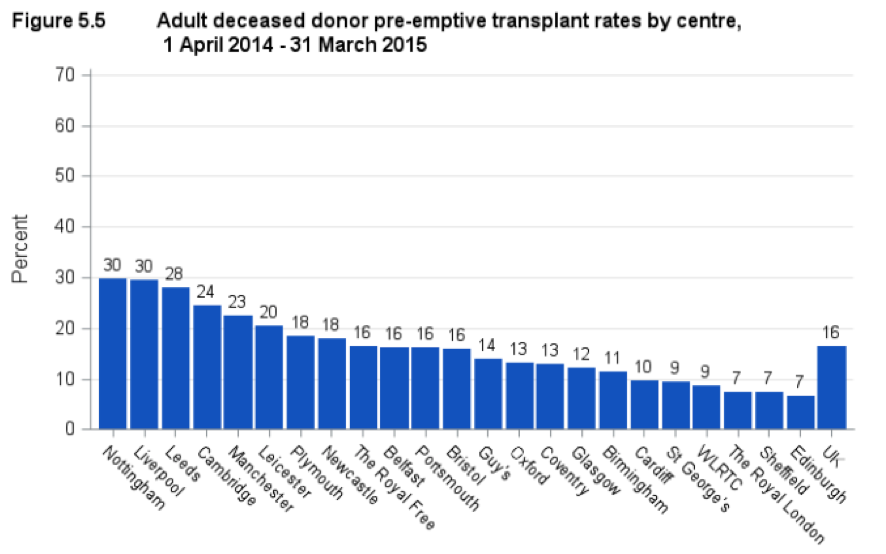 Figure 5.5 Adult deceased donor pre-emptive transplant rates by centre,
1 April 2014 - 31 March 2015
Percent
70
60
50
40
30
20
10
0
30 30 28 24 23 20 18 18 16 16 16 16 14 13 13 12 11 10 9 9 7 7 7 16
Nottingham
Liverpool
Leeds
Cambridge
Manchester
Leicester
Plymouth
Newcastle
The Royal Free
Belfast
Portsmouth
Bristol
Guy's
Oxford
Coventry
Glasgow
Birmingham
Cardiff
St George's
WLRTC
The Royal London
Sheffield
Edinburgh
UK